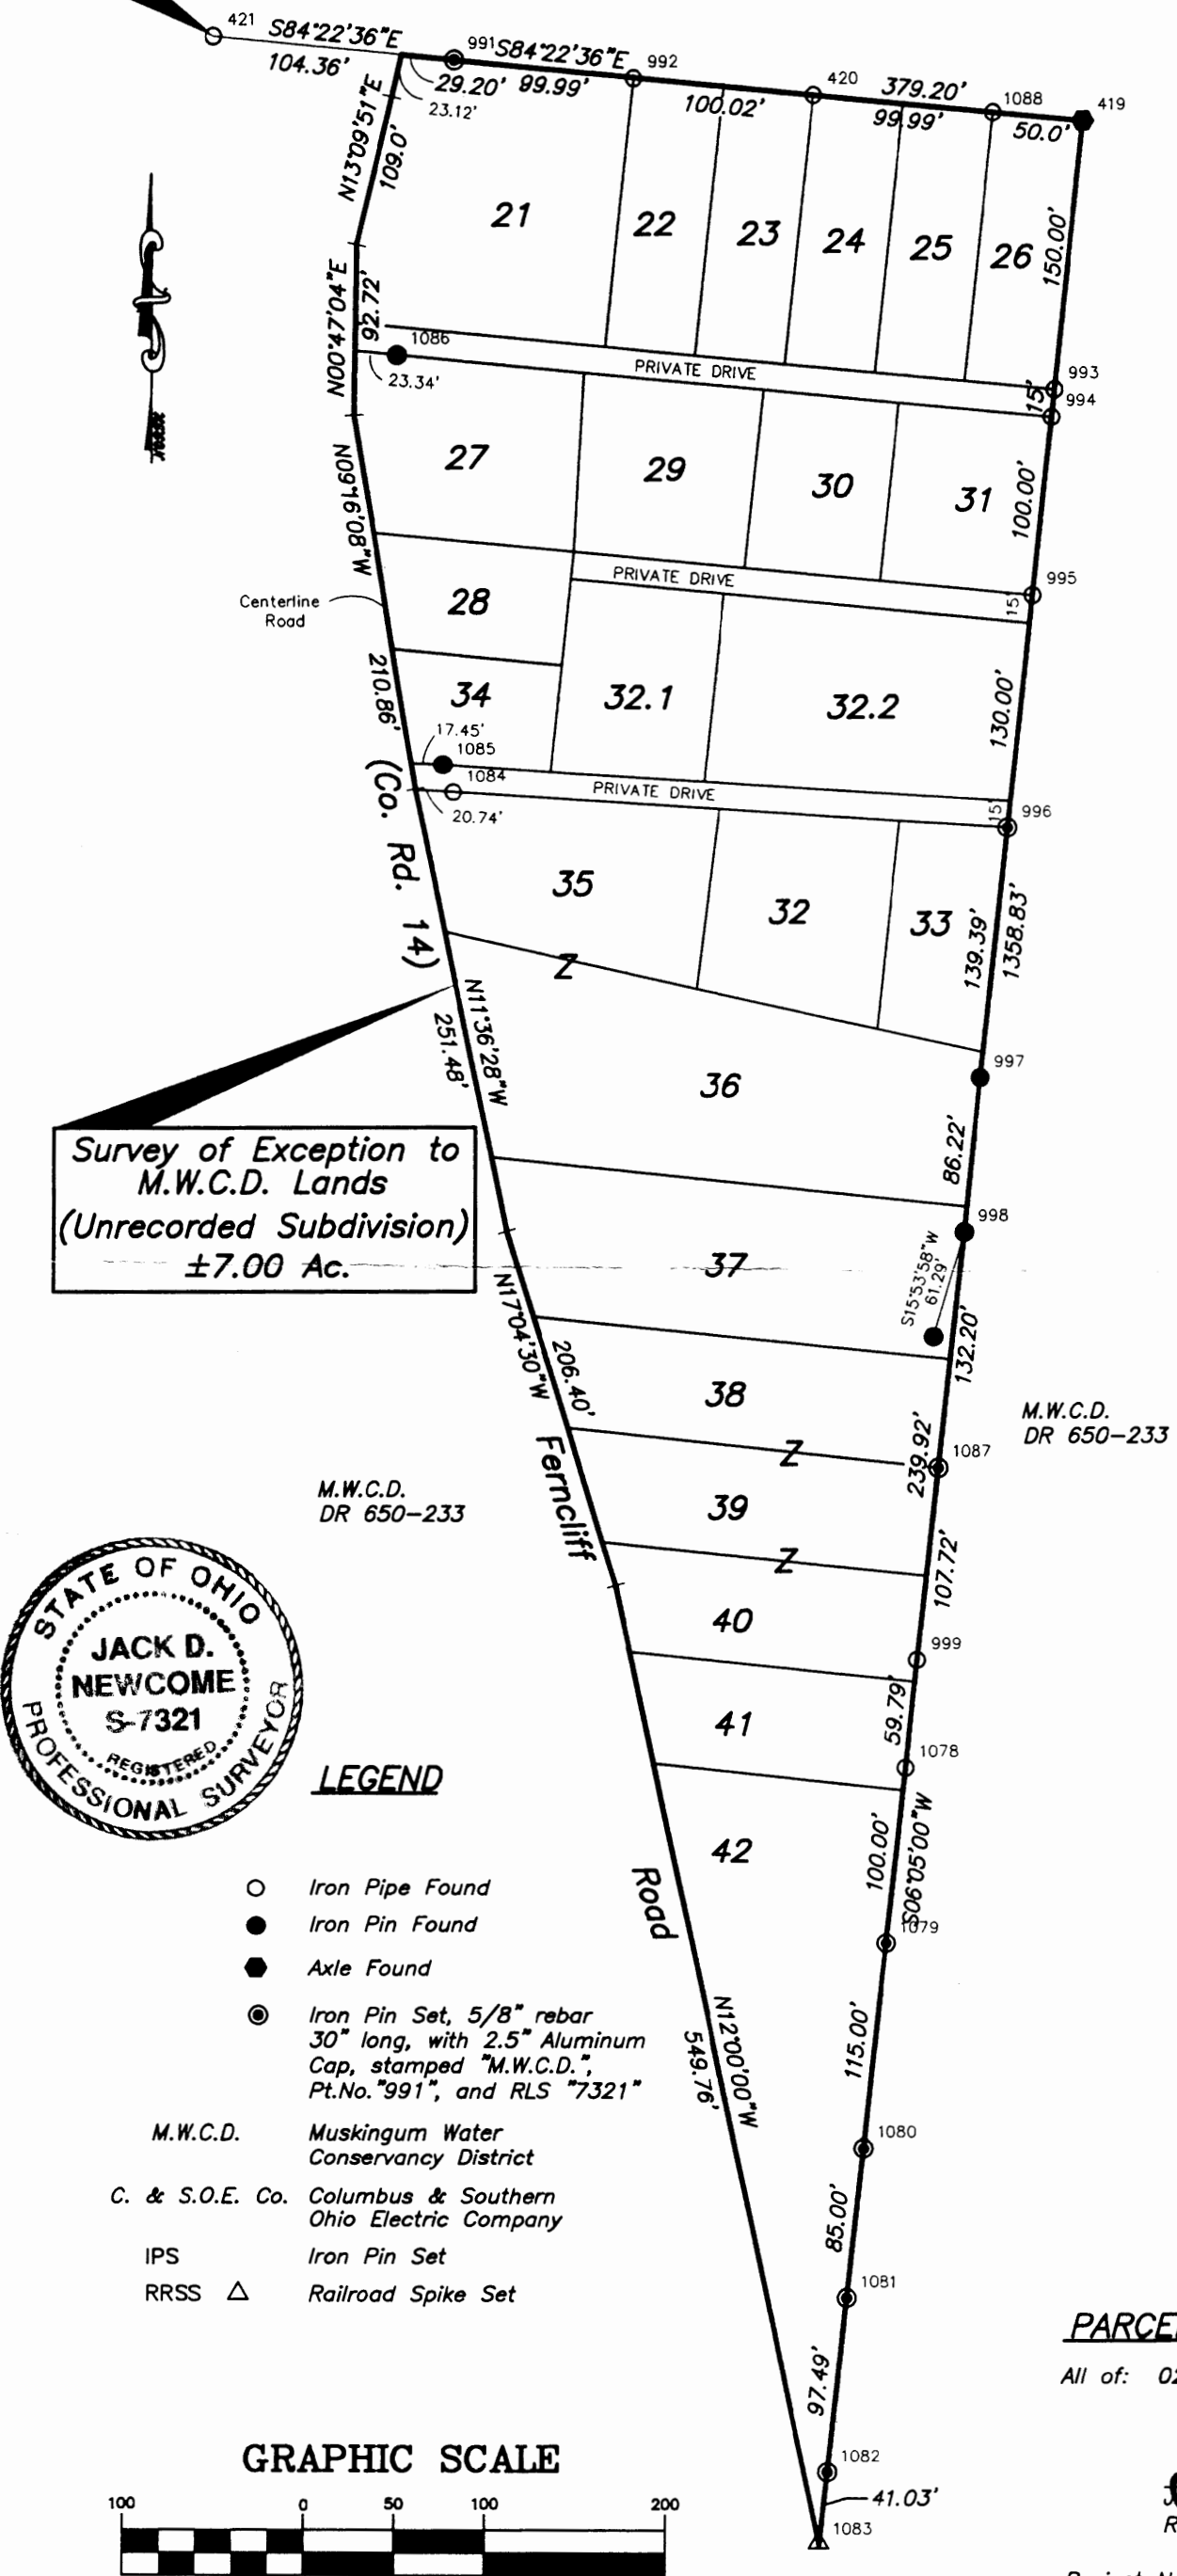 421
S84°22'36"E
104.36'
991
S84°22'36"E
992
29.20'
99.99'
23.12'
100.02'
420
379.20'
1088
419
99.99'
50.0'
N13°09'51"E
109.0'
21
22
23
24
25
26
150.00'
N00°47'04"E
92.72'
1086
23.34'
PRIVATE DRIVE
993
15'
994
27
29
30
31
100.00'
N09°16'08"W
PRIVATE DRIVE
995
15'
Centerline
Road
28
210.86'
34
32.1
32.2
130.00'
17.45'
1085
1084
20.74'
PRIVATE DRIVE
15'
996
(Co. Rd. 14)
35
32
33
139.39'
1358.83'
Z
N11°36'28"W
251.48'
36
997
86.22'
Survey of Exception to
M.W.C.D. Lands
(Unrecorded Subdivision)
±7.00 Ac.
998
37
S15°53'58"W
61.29'
132.20'
N17°04'30"W
206.40'
38
M.W.C.D.
DR 650-233
Z
239.92'
1087
M.W.C.D.
DR 650-233
Ferncliff
39
Z
107.72'
40
999
59.79'
41
1078
STATE OF OHIO
JACK D.
NEWCOME
S-7321
REGISTERED
PROFESSIONAL SURVEYOR
42
100.00'
S06°05'00"W
1079
Road
LEGEND
Iron Pipe Found
Iron Pin Found
Axle Found
Iron Pin Set, 5/8" rebar
30" long, with 2.5" Aluminum
Cap, stamped "M.W.C.D.",
Pt.No."991", and RLS "7321"
M.W.C.D. Muskingum Water
Conservancy District
C. & S.O.E. Co. Columbus & Southern
Ohio Electric Company
IPS Iron Pin Set
RRSS Railroad Spike Set
N12°00'00"W
549.76'
115.00'
1080
85.00'
1081
97.49'
1082
41.03'
1083
PARCE
All of: 02
R
GRAPHIC SCALE
100 0 50 100 200